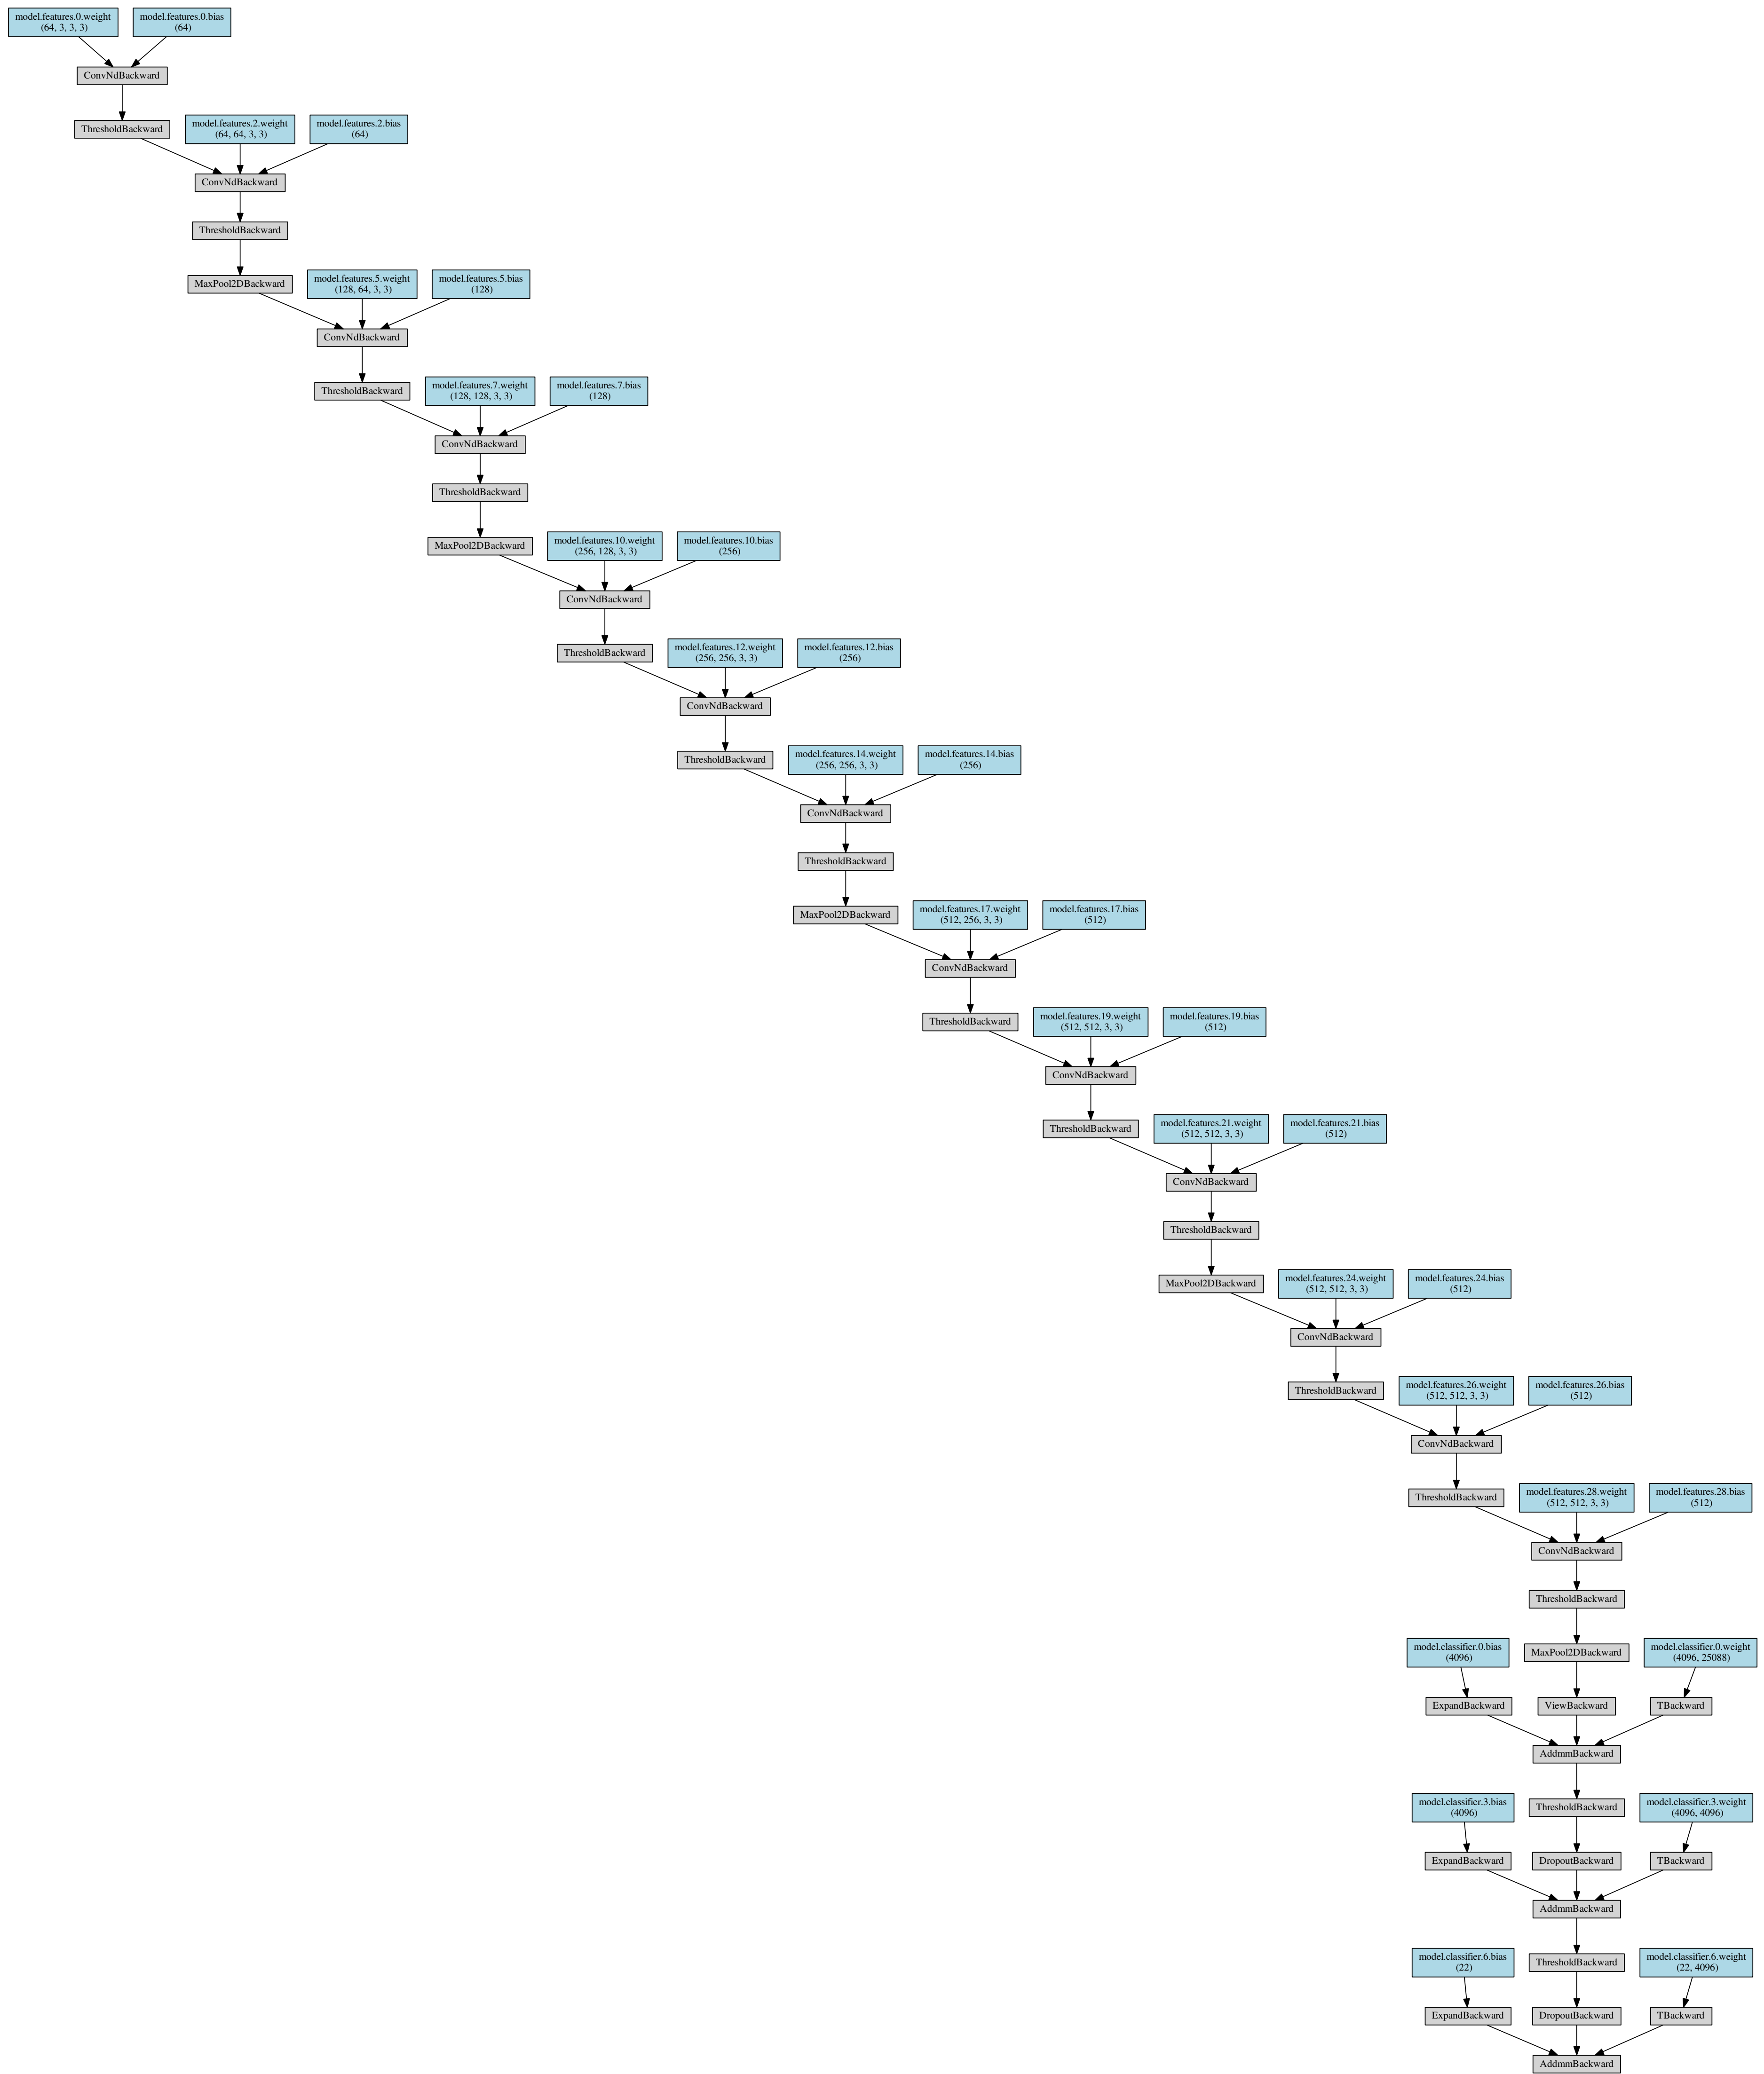 model.features.0.weight
(64, 3, 3, 3)
model.features.0.bias
(64)
ConvNdBackward
ThresholdBackward
model.features.2.weight
(64, 64, 3, 3)
model.features.2.bias
(64)
ConvNdBackward
ThresholdBackward
MaxPool2DBackward
model.features.5.weight
(128, 64, 3, 3)
model.features.5.bias
(128)
ConvNdBackward
ThresholdBackward
model.features.7.weight
(128, 128, 3, 3)
model.features.7.bias
(128)
ConvNdBackward
ThresholdBackward
MaxPool2DBackward
model.features.10.weight
(256, 128, 3, 3)
model.features.10.bias
(256)
ConvNdBackward
ThresholdBackward
model.features.12.weight
(256, 256, 3, 3)
model.features.12.bias
(256)
ConvNdBackward
ThresholdBackward
model.features.14.weight
(256, 256, 3, 3)
model.features.14.bias
(256)
ConvNdBackward
ThresholdBackward
MaxPool2DBackward
model.features.17.weight
(512, 256, 3, 3)
model.features.17.bias
(512)
ConvNdBackward
ThresholdBackward
model.features.19.weight
(512, 512, 3, 3)
model.features.19.bias
(512)
ConvNdBackward
ThresholdBackward
model.features.21.weight
(512, 512, 3, 3)
model.features.21.bias
(512)
ConvNdBackward
ThresholdBackward
MaxPool2DBackward
model.features.24.weight
(512, 512, 3, 3)
model.features.24.bias
(512)
ConvNdBackward
ThresholdBackward
model.features.26.weight
(512, 512, 3, 3)
model.features.26.bias
(512)
ConvNdBackward
ThresholdBackward
model.features.28.weight
(512, 512, 3, 3)
model.features.28.bias
(512)
ConvNdBackward
ThresholdBackward
model.classifier.0.bias
(4096)
MaxPool2DBackward
model.classifier.0.weight
(4096, 25088)
ExpandBackward
ViewBackward
TBackward
AddmmBackward
model.classifier.3.bias
(4096)
ThresholdBackward
model.classifier.3.weight
(4096, 4096)
ExpandBackward
DropoutBackward
TBackward
AddmmBackward
model.classifier.6.bias
(22)
ThresholdBackward
model.classifier.6.weight
(22, 4096)
ExpandBackward
DropoutBackward
TBackward
AddmmBackward